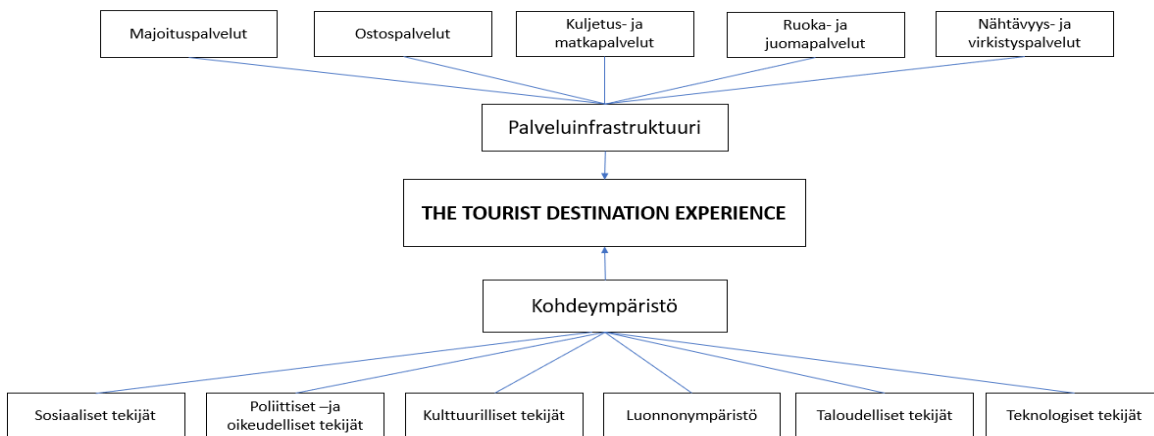 Majoituspalvelut
Ostospalvelut
Kuljetus- ja
matkapalvelut
Ruoka- ja
juomapalvelut
Nähtävyys- ja
virkistyspalvelut
Palveluinfrastruktuuri
THE TOURIST DESTINATION EXPERIENCE
Kohdeympäristö
Sosiaaliset tekijät
Poliittiset –ja
oikeudelliset tekijät
Kulttuurilliset tekijät
Luonnonympäristö
Taloudelliset tekijät
Teknologiset tekijät